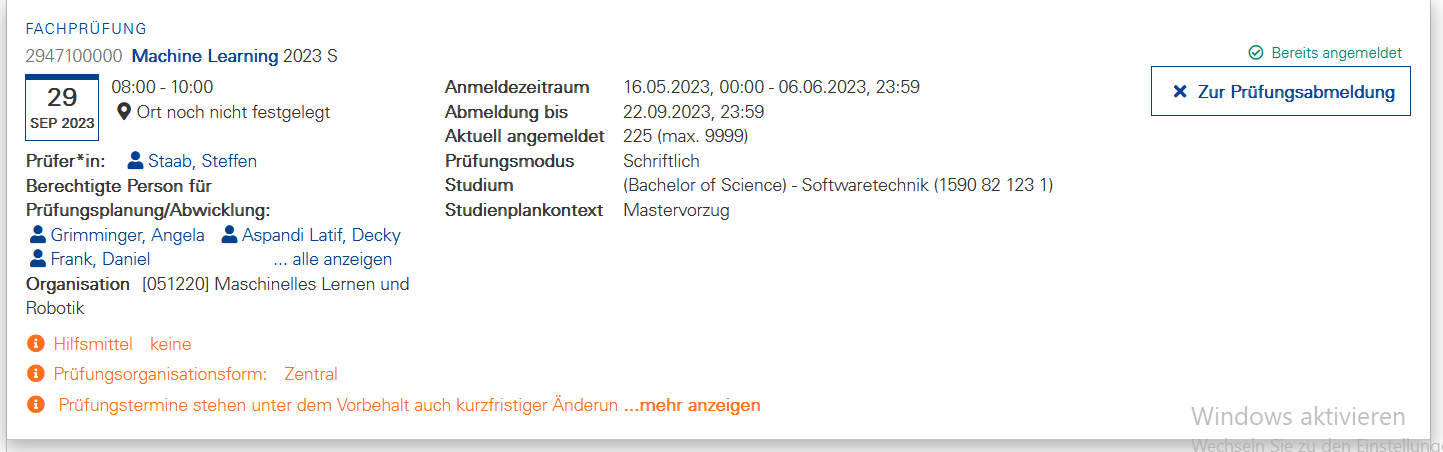 FACHPRÜFUNG
2947100000 Machine Learning 2023 S
Bereits angemeldet
Zur Prüfungsabmeldung
29
SEP 2023
08:00 - 10:00
Ort noch nicht festgelegt
Prüfer*in: Staab, Steffen
Berechtigte Person für
Prüfungsplanung/Abwicklung:
Grimminger, Angela Aspandi Latif, Decky
Frank, Daniel ... alle anzeigen
Organisation [051220] Maschinelles Lernen und
Robotik
Anmeldezeitraum 16.05.2023, 00:00 - 06.06.2023, 23:59
Abmeldung bis 22.09.2023, 23:59
Aktuell angemeldet 225 (max. 9999)
Prüfungsmodus Schriftlich
Studium (Bachelor of Science) - Softwaretechnik (1590 82 123 1)
Studienplankontext Mastervorzug
Hilfsmittel keine
Prüfungsorganisationsform: Zentral
Prüfungstermine stehen unter dem Vorbehalt auch kurzfristiger Änderun ...mehr anzeigen
Windows aktivieren
Wechseln Sie zu den Einstellung